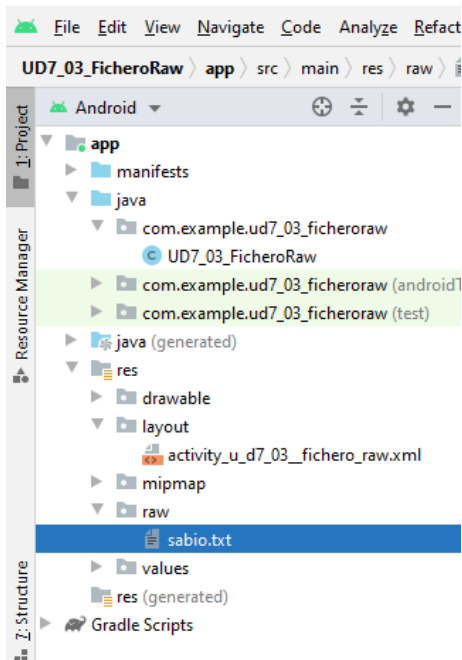 File Edit View Navigate Code Analyze Refact
UD7_03_FicheroRaw app src main res raw
Android
1: Project
app
manifests
java
com.example.ud7_03_ficheroraw
UD7_03_FicheroRaw
com.example.ud7_03_ficheroraw (androidT
com.example.ud7_03_ficheroraw (test)
Resource Manager
java (generated)
res
drawable
layout
activity_u_d7_03__fichero_raw.xml
mipmap
raw
sabio.txt
values
res (generated)
Gradle Scripts
7: Structure